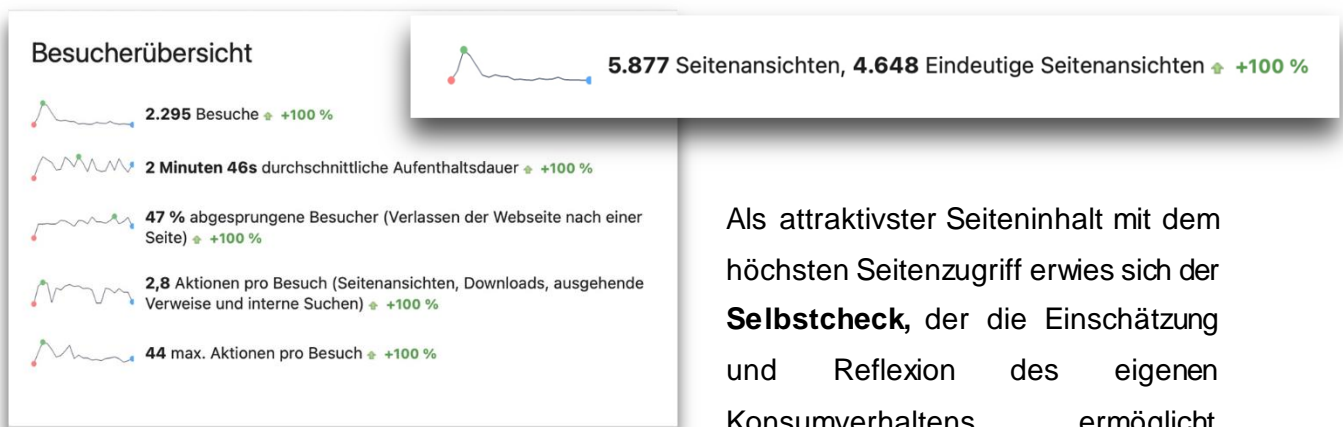 Besucherübersicht
2.295 Besuche +100 %
2 Minuten 46s durchschnittliche Aufenthaltsdauer +100 %
47 % abgesprungene Besucher (Verlassen der Webseite nach einer
Seite) +100 %
2,8 Aktionen pro Besuch (Seitenansichten, Downloads, ausgehende
Verweise und interne Suchen) +100 %
44 max. Aktionen pro Besuch +100 %
5.877 Seitenansichten, 4.648 Eindeutige Seitenansichten +100 %
Als attraktivster Seiteninhalt mit dem
höchsten Seitenzugriff erwies sich der
Selbstcheck, der die Einschätzung
und Reflexion des eigenen
Konsumverhaltens ermöglicht